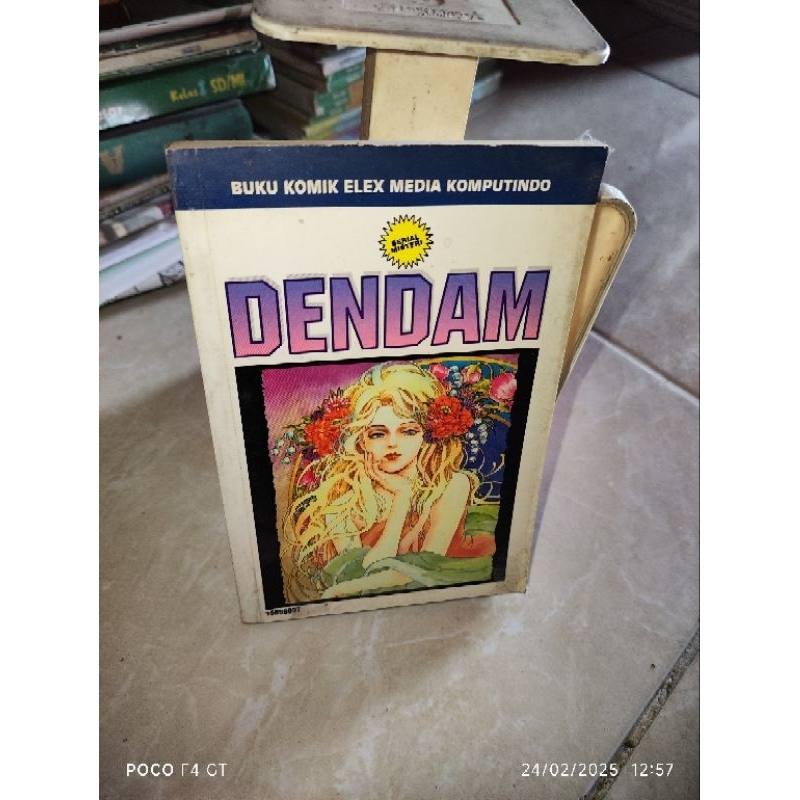 Kelas 1 SD/MI
BUKU KOMIK ELEX MEDIA KOMPUTINDO
SERIAL
MISTERI
DENDAM
POCO F4 GT
24/02/2025 12:57